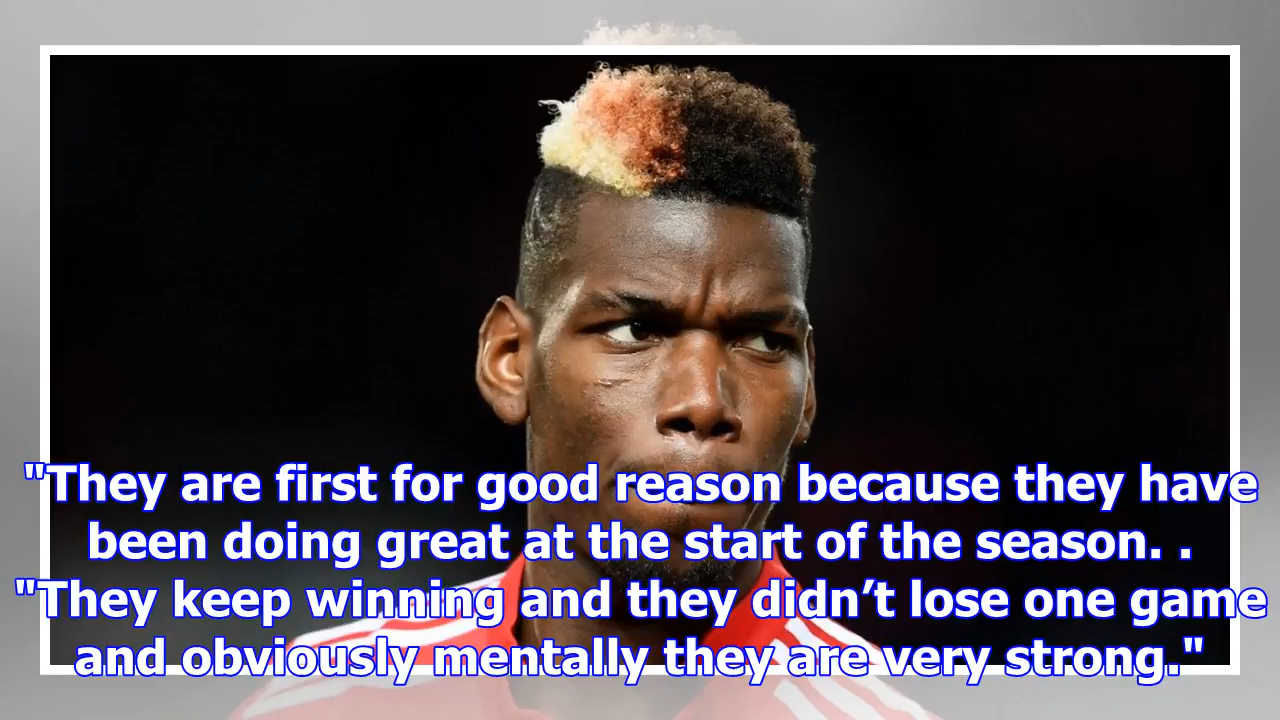 "They are first for good reason because they have
been doing great at the start of the season. .
"They keep winning and they didn’t lose one game
and obviously mentally they are very strong."